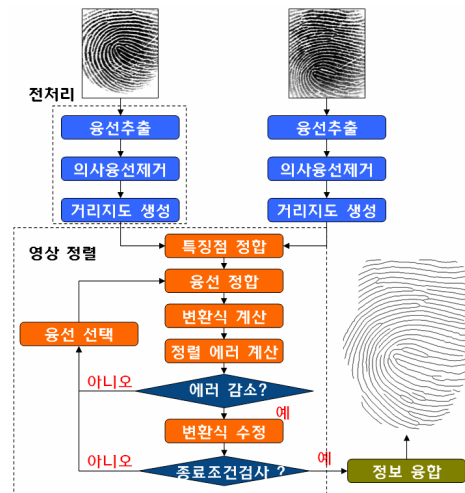 전처리
융선추출
융선추출
의사융선제거
의사융선제거
거리지도 생성
거리지도 생성
영상 정렬
특징점 정합
융선 정합
변환식 계산
융선 선택
정렬 에러 계산
아니오
에러 감소?
예
변환식 수정
아니오
예
종료조건검사 ?
정보 융합